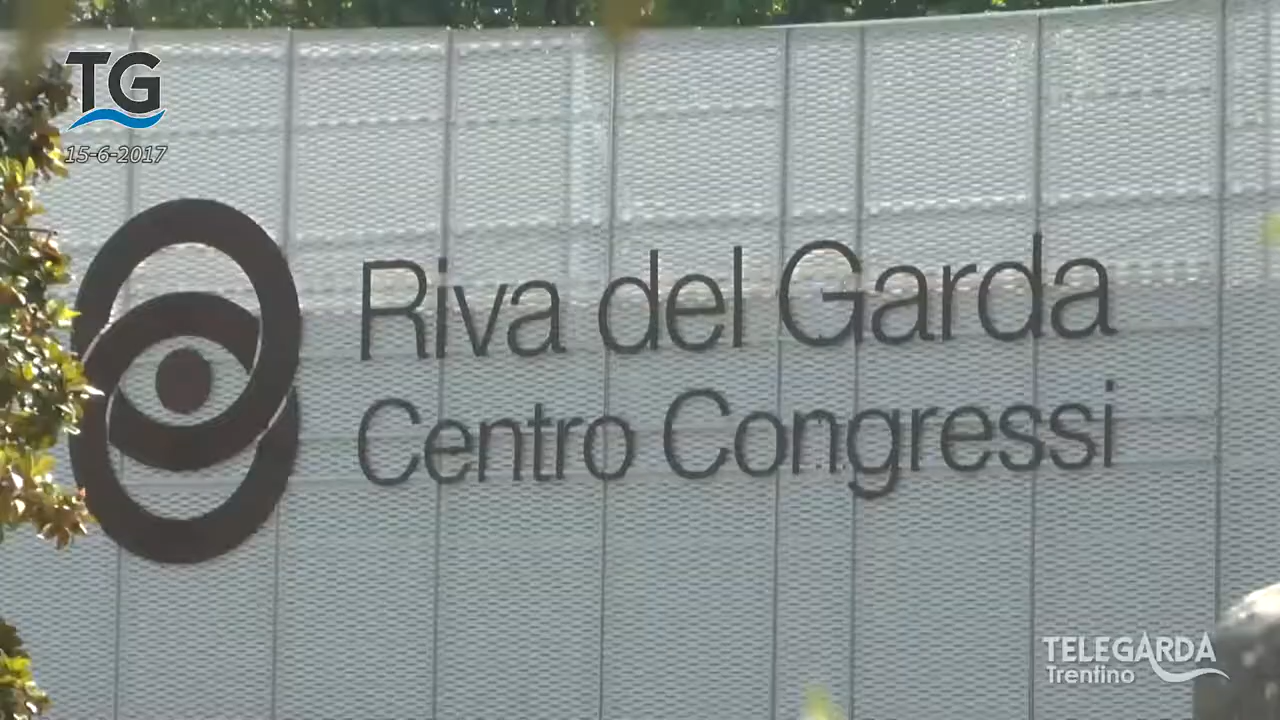 TG
15-6-2017
Riva del Garda
Centro Congressi
TELEGARDA
Trentino